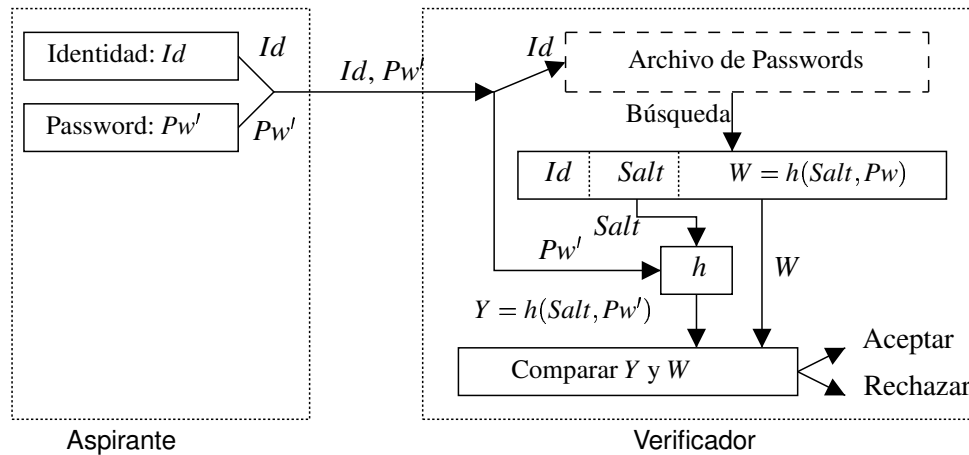 Identidad: Id
Id
Password: Pw'
Pw'
Id, Pw'
Id
Archivo de Passwords
Búsqueda
Id
Salt
W = h(Salt, Pw)
Salt
Pw'
h
W
Y = h(Salt, Pw')
Comparar Y y W
Aceptar
Rechazar
Aspirante
Verificador